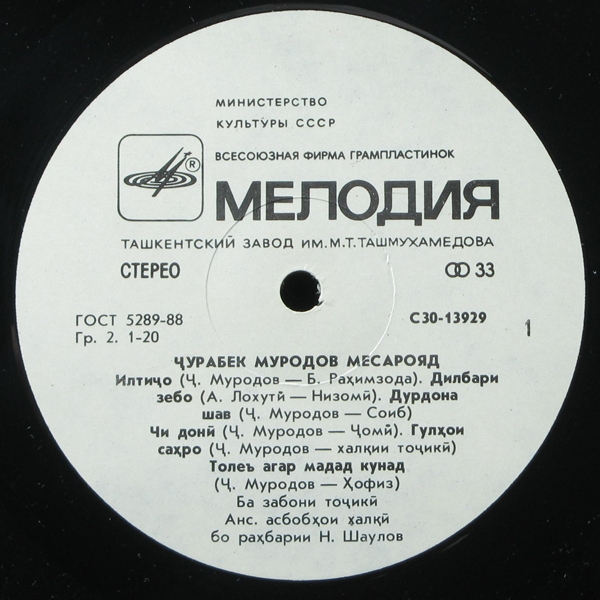 МИНИСТЕРСТВО
КУЛЬТУРЫ СССР
ВСЕСОЮЗНАЯ ФИРМА ГРАМПЛАСТИНОК
®
МЕЛОДИЯ
ТАШКЕНТСКИЙ ЗАВОД ИМ. М.Т. ТАШМУХАМЕДОВА
СТЕРЕО
33
ГОСТ 5289-88
С30-13929
1
Гр. 2. 1-20
ҶУРАБЕК МУРОДОВ МЕСАРОЯД
Илтиҷо (Ҷ. Муродов — Б. Раҳимзода). Дилбари
зебо (А. Лоҳутӣ — Низомӣ). Дурдона
шав (Ҷ. Муродов — Соиб)
Чи донӣ (Ҷ. Муродов — Ҷомӣ). Гулҳои
саҳро (Ҷ. Муродов — халқии тоҷикӣ)
Толеъ агар мадад кунад
(Ҷ. Муродов — Ҳофиз)
Ба забони тоҷикӣ
Анс. асбобҳои халқӣ
бо раҳбарии Н. Шаулов